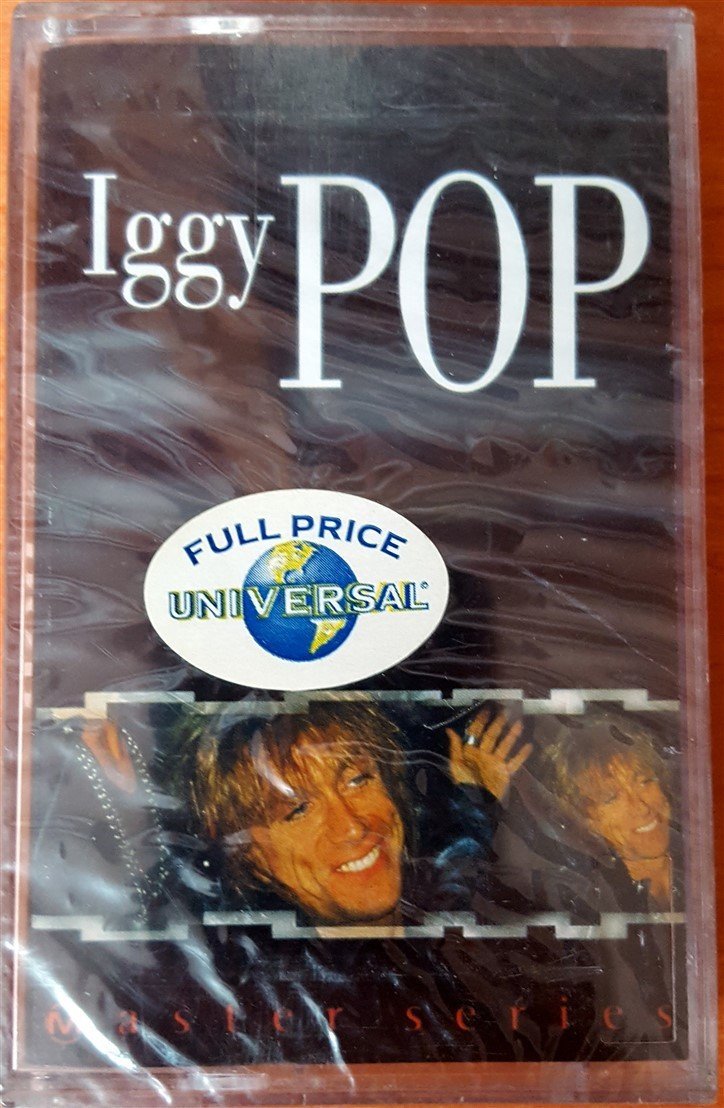 Iggy POP
FULL PRICE
UNIVERSAL®
Master series